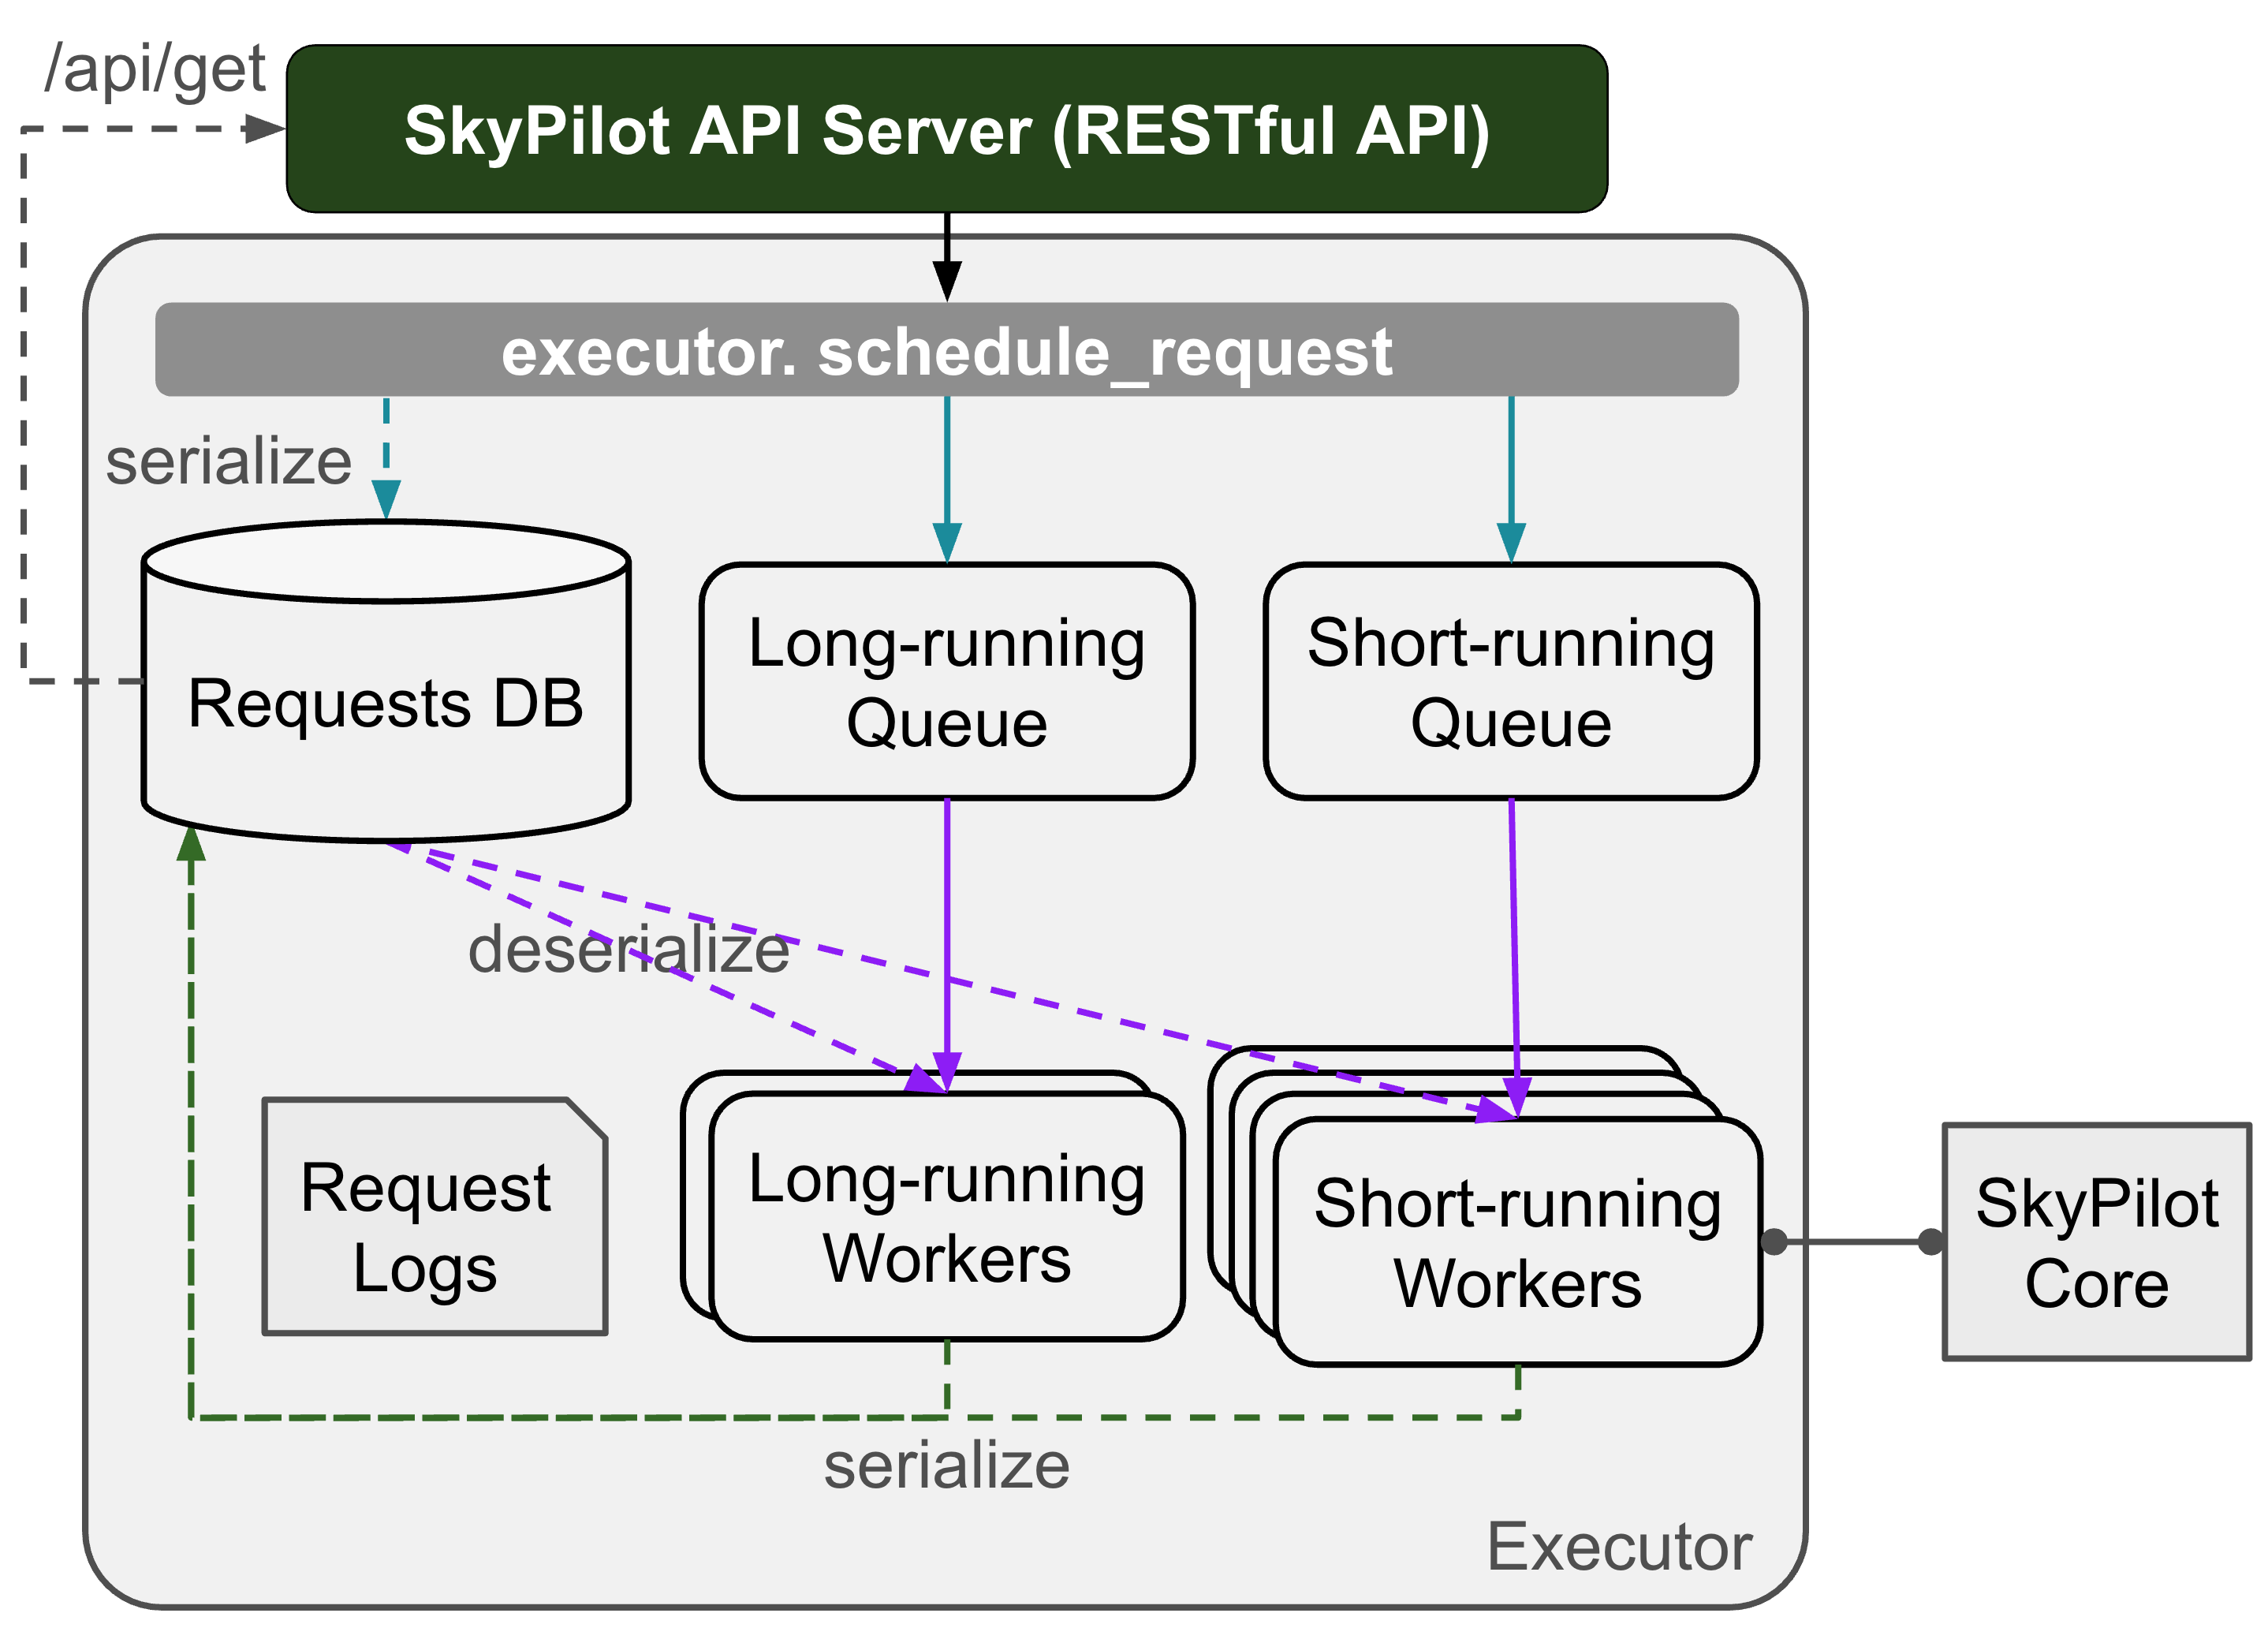 /api/get
SkyPilot API Server (RESTful API)
executor. schedule_request
serialize
Requests DB
Long-running
Queue
Short-running
Queue
deserialize
Request
Logs
Long-running
Workers
Short-running
Workers
SkyPilot
Core
serialize
Executor